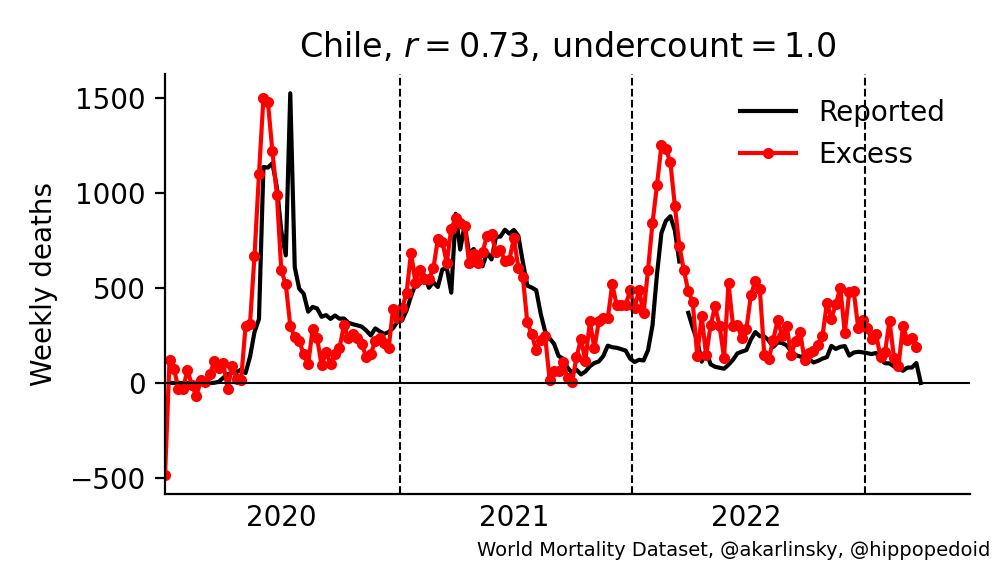 Chile, r = 0.73, undercount = 1.0
Weekly deaths
1500
1000
500
0
−500
Reported
Excess
2020 2021 2022
World Mortality Dataset, @akarlinsky, @hippopedoid